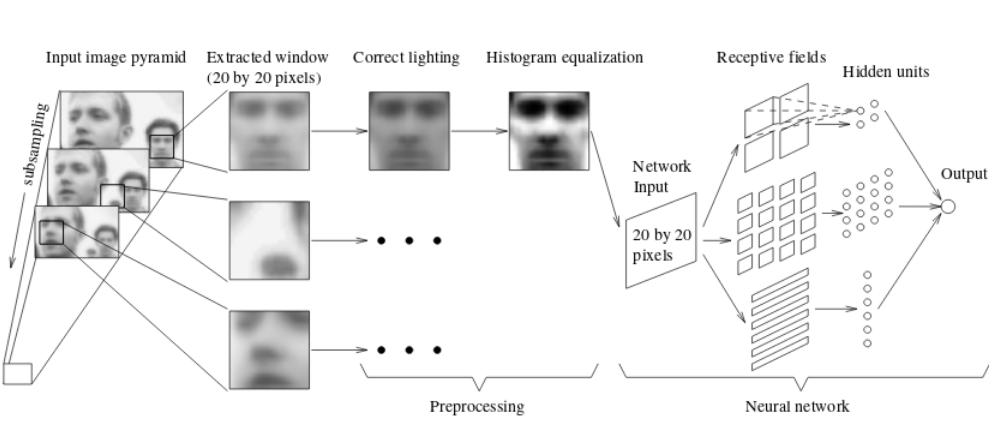 Input image pyramid
Extracted window
(20 by 20 pixels)
Correct lighting
Histogram equalization
Receptive fields
Hidden units
subsampling
Network
Input
20 by 20
pixels
Output
Preprocessing
Neural network